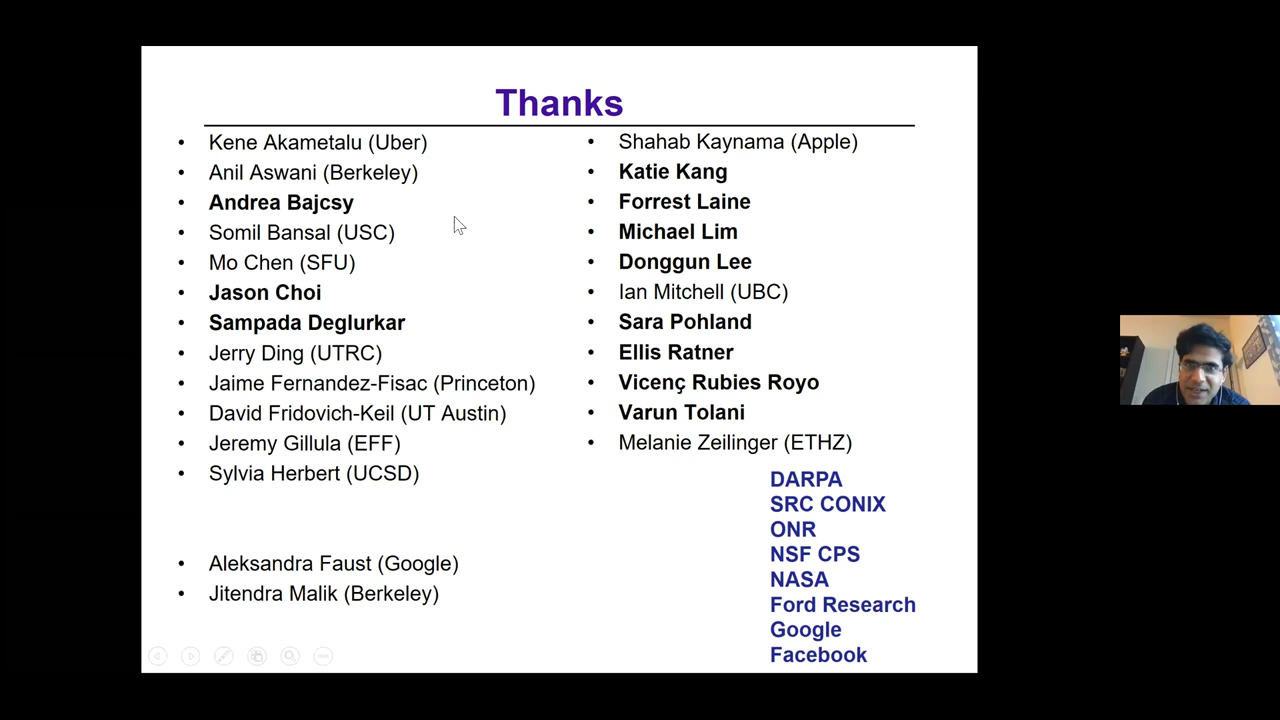 Thanks
• Kene Akametalu (Uber)
• Anil Aswani (Berkeley)
• Andrea Bajcsy
• Somil Bansal (USC)
• Mo Chen (SFU)
• Jason Choi
• Sampada Deglurkar
• Jerry Ding (UTRC)
• Jaime Fernandez-Fisac (Princeton)
• David Fridovich-Keil (UT Austin)
• Jeremy Gillula (EFF)
• Sylvia Herbert (UCSD)
• Aleksandra Faust (Google)
• Jitendra Malik (Berkeley)
• Shahab Kaynama (Apple)
• Katie Kang
• Forrest Laine
• Michael Lim
• Donggun Lee
• Ian Mitchell (UBC)
• Sara Pohland
• Ellis Ratner
• Vicenç Rubies Royo
• Varun Tolani
• Melanie Zeilinger (ETHZ)
DARPA
SRC CONIX
ONR
NSF CPS
NASA
Ford Research
Google
Facebook